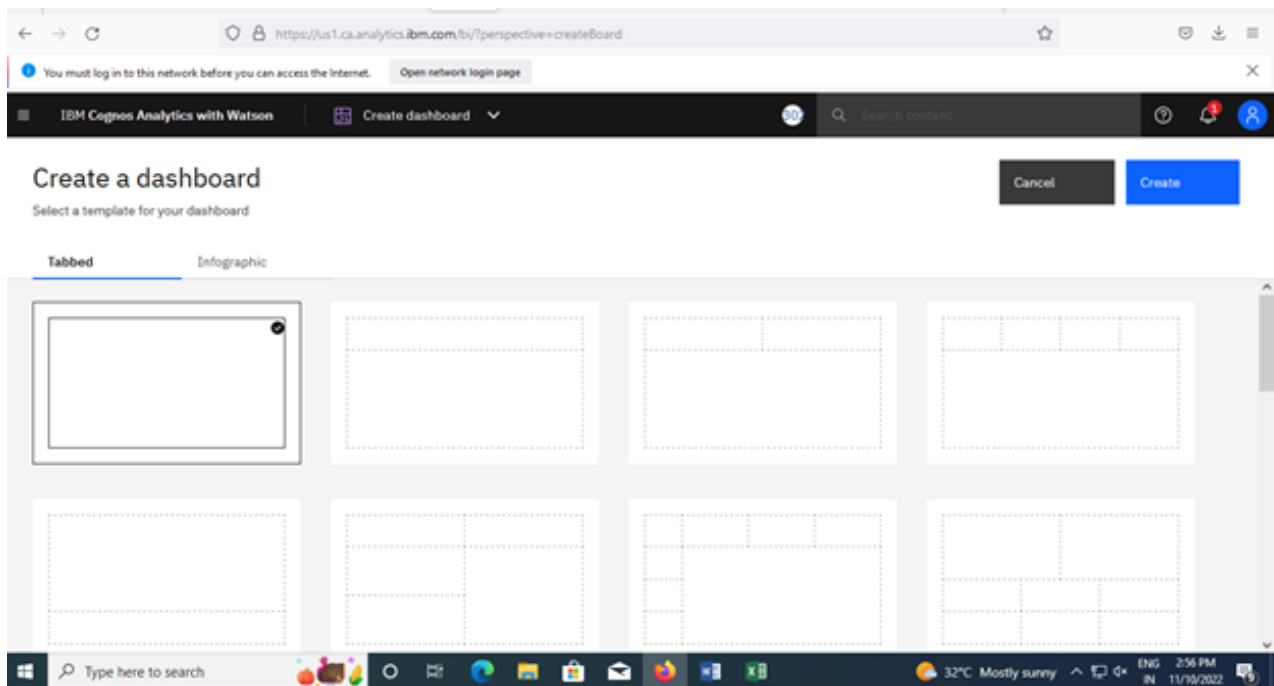 https://us1.ca.analytics.ibm.com/bi/?perspective=createBoard
You must log in to this network before you can access the Internet. Open network login page
IBM Cognos Analytics with Watson Create dashboard 30 Search content 1
Create a dashboard Cancel Create
Select a template for your dashboard
Tabbed Infographic
Type here to search 32°C Mostly sunny ENG 2:56 PM
IN 11/10/2022